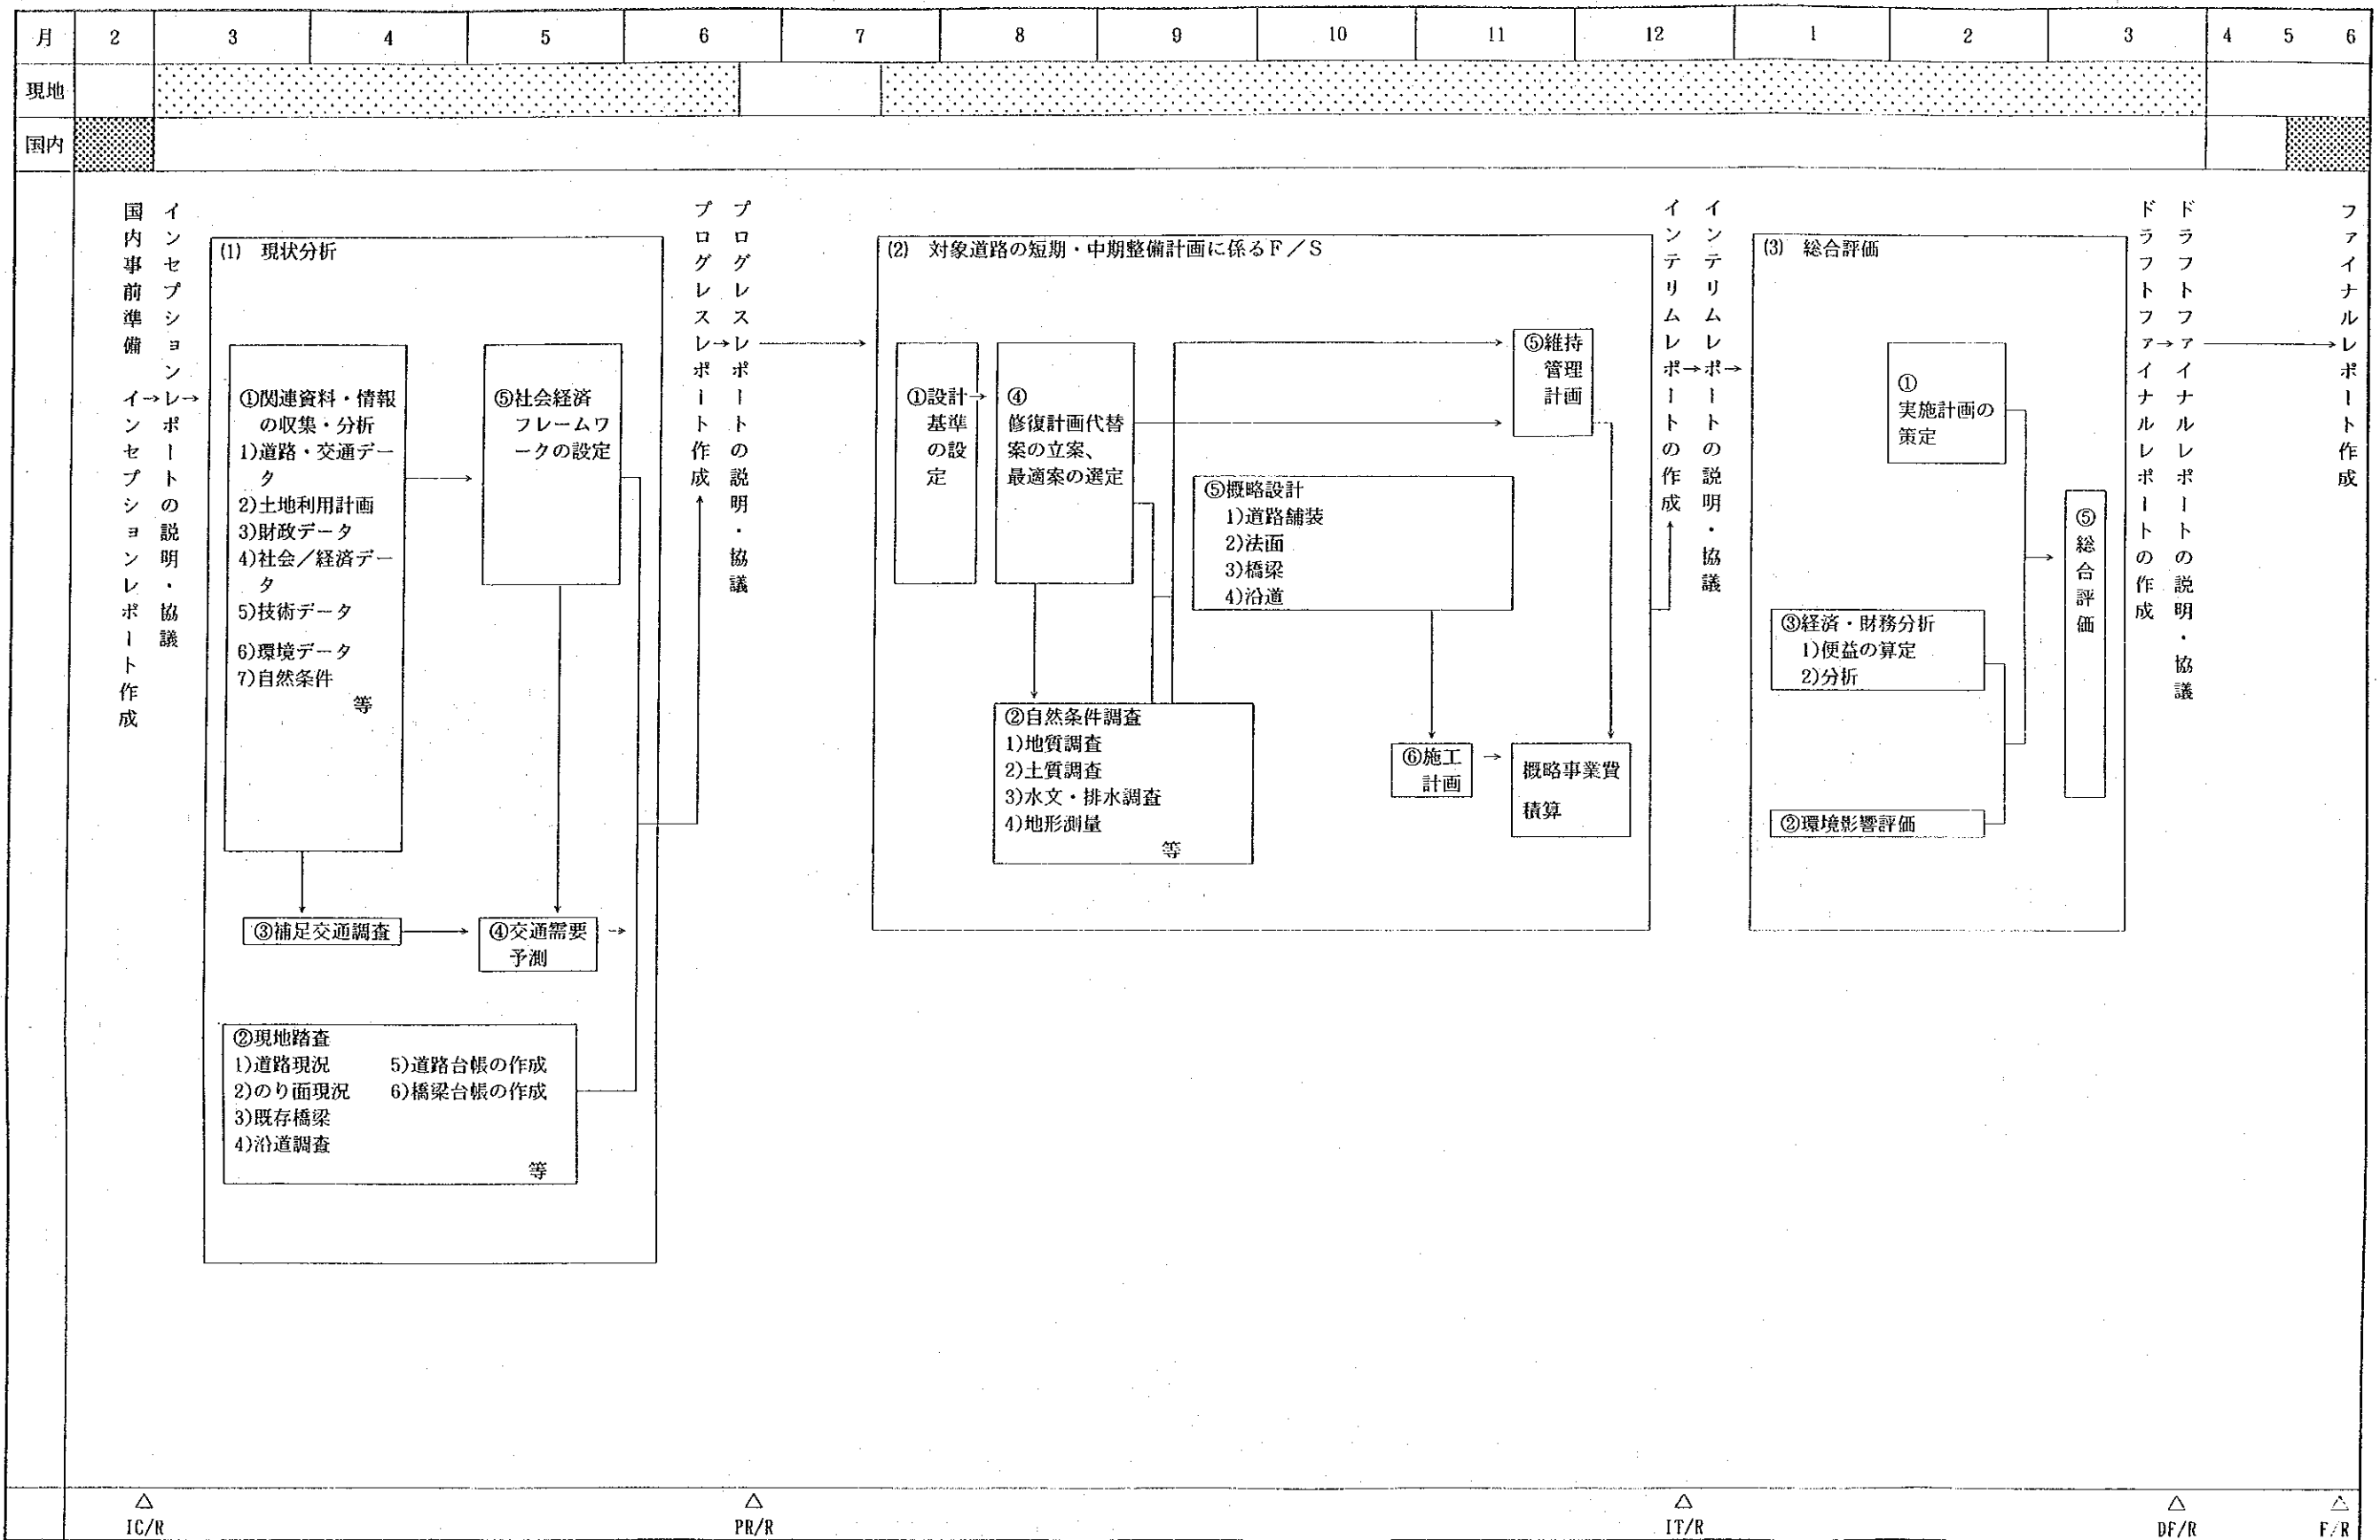 月 2 3 4 5 6 7 8 9 10 11 12 1 2 3 4 5 6
現地
国内
国内事前準備 インセプションレポート作成
インセプションレポートの説明・協議
(1) 現状分析
①関連資料・情報
の収集・分析
1)道路・交通デー
タ
2)土地利用計画
3)財政データ
4)社会／経済デー
タ
5)技術データ
6)環境データ
7)自然条件
等
⑤社会経済
フレームワ
ークの設定
③補足交通調査
④交通需要
予測
②現地踏査
1)道路現況
2)のり面現況
3)既存橋梁
4)沿道調査
5)道路台帳の作成
6)橋梁台帳の作成
等
プログレスレポート作成
プログレスレポートの説明・協議
(2) 対象道路の短期・中期整備計画に係るＦ／Ｓ
①設計
基準
の設
定
④
修復計画代替
案の立案、
最適案の選定
⑤維持
管理
計画
⑤概略設計
1)道路舗装
2)法面
3)橋梁
4)沿道
②自然条件調査
1)地質調査
2)土質調査
3)水文・排水調査
4)地形測量
等
⑥施工
計画
概略事業費
積算
インテリムレポートの作成
インテリムレポートの説明・協議
(3) 総合評価
①
実施計画の
策定
③経済・財務分析
1)便益の算定
2)分析
②環境影響評価
⑤総合評価
ドラフトファイナルレポートの作成
ドラフトファイナルレポートの説明・協議
ファイナルレポート作成
△ △ △ △ △
IC/R PR/R IT/R DF/R F/R